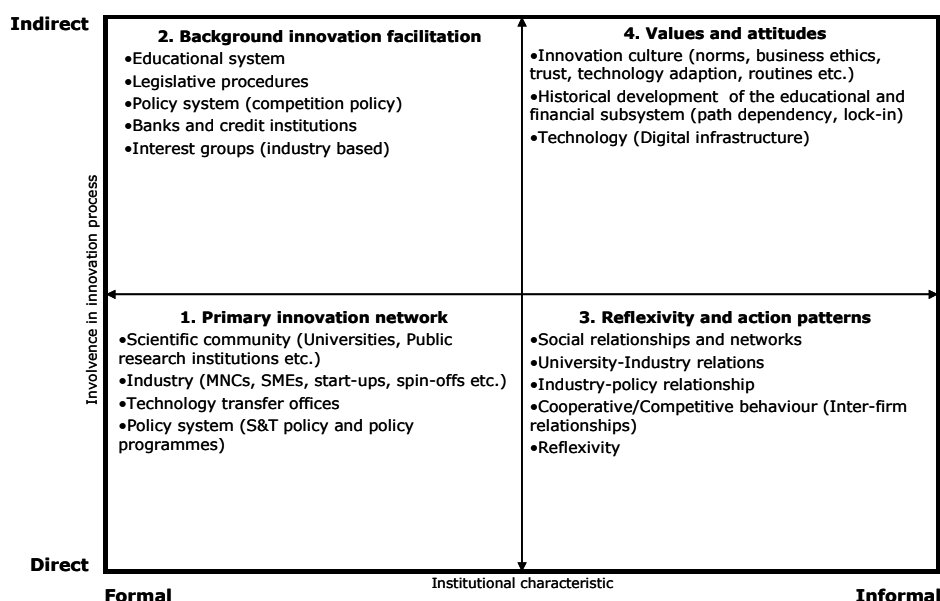 Indirect
2. Background innovation facilitation
•Educational system
•Legislative procedures
•Policy system (competition policy)
•Banks and credit institutions
•Interest groups (industry based)
4. Values and attitudes
•Innovation culture (norms, business ethics,
trust, technology adaption, routines etc.)
•Historical development of the educational and
financial subsystem (path dependency, lock-in)
•Technology (Digital infrastructure)
Involvence in innovation process
1. Primary innovation network
•Scientific community (Universities, Public
research institutions etc.)
•Industry (MNCs, SMEs, start-ups, spin-offs etc.)
•Technology transfer offices
•Policy system (S&T policy and policy
programmes)
3. Reflexivity and action patterns
•Social relationships and networks
•University-Industry relations
•Industry-policy relationship
•Cooperative/Competitive behaviour (Inter-firm
relationships)
•Reflexivity
Direct
Institutional characteristic
Formal
Informal